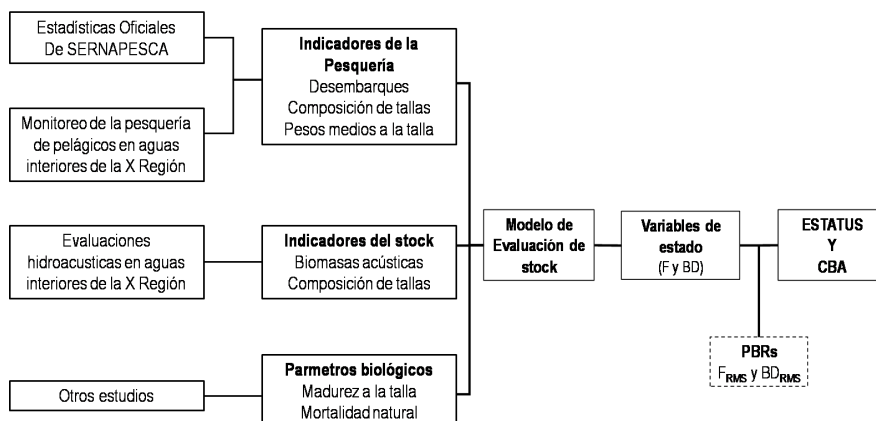 Estadísticas Oficiales
De SERNAPESCA
Monitoreo de la pesquería
de pelágicos en aguas
interiores de la X Región
Indicadores de la
Pesquería
Desembarques
Composición de tallas
Pesos medios a la talla
Evaluaciones
hidroacusticas en aguas
interiores de la X Región
Indicadores del stock
Biomasas acústicas
Composición de tallas
Otros estudios
Parmetros biológicos
Madurez a la talla
Mortalidad natural
Modelo de
Evaluación de
stock
Variables de
estado
(F y BD)
ESTATUS
Y
CBA
PBRs
F_RMS y BD_RMS